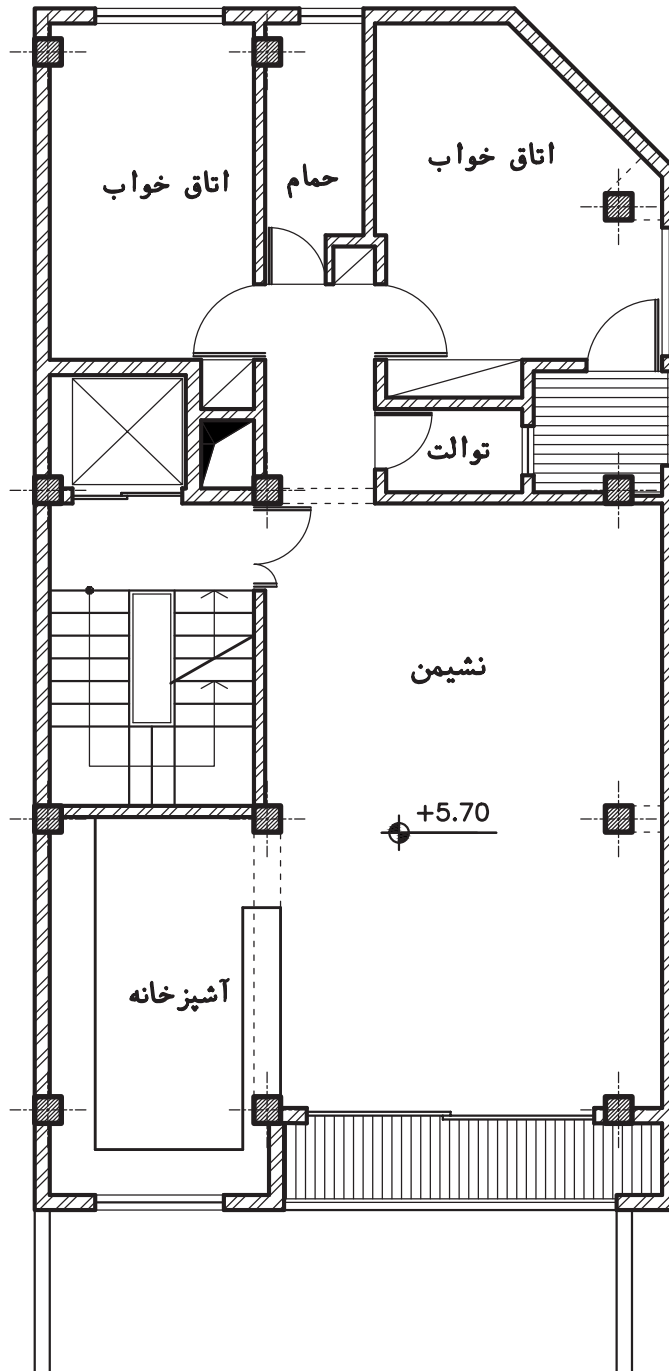 اتاق خواب
حمام
اتاق خواب
توالت
نشیمن
+5.70
آشپزخانه